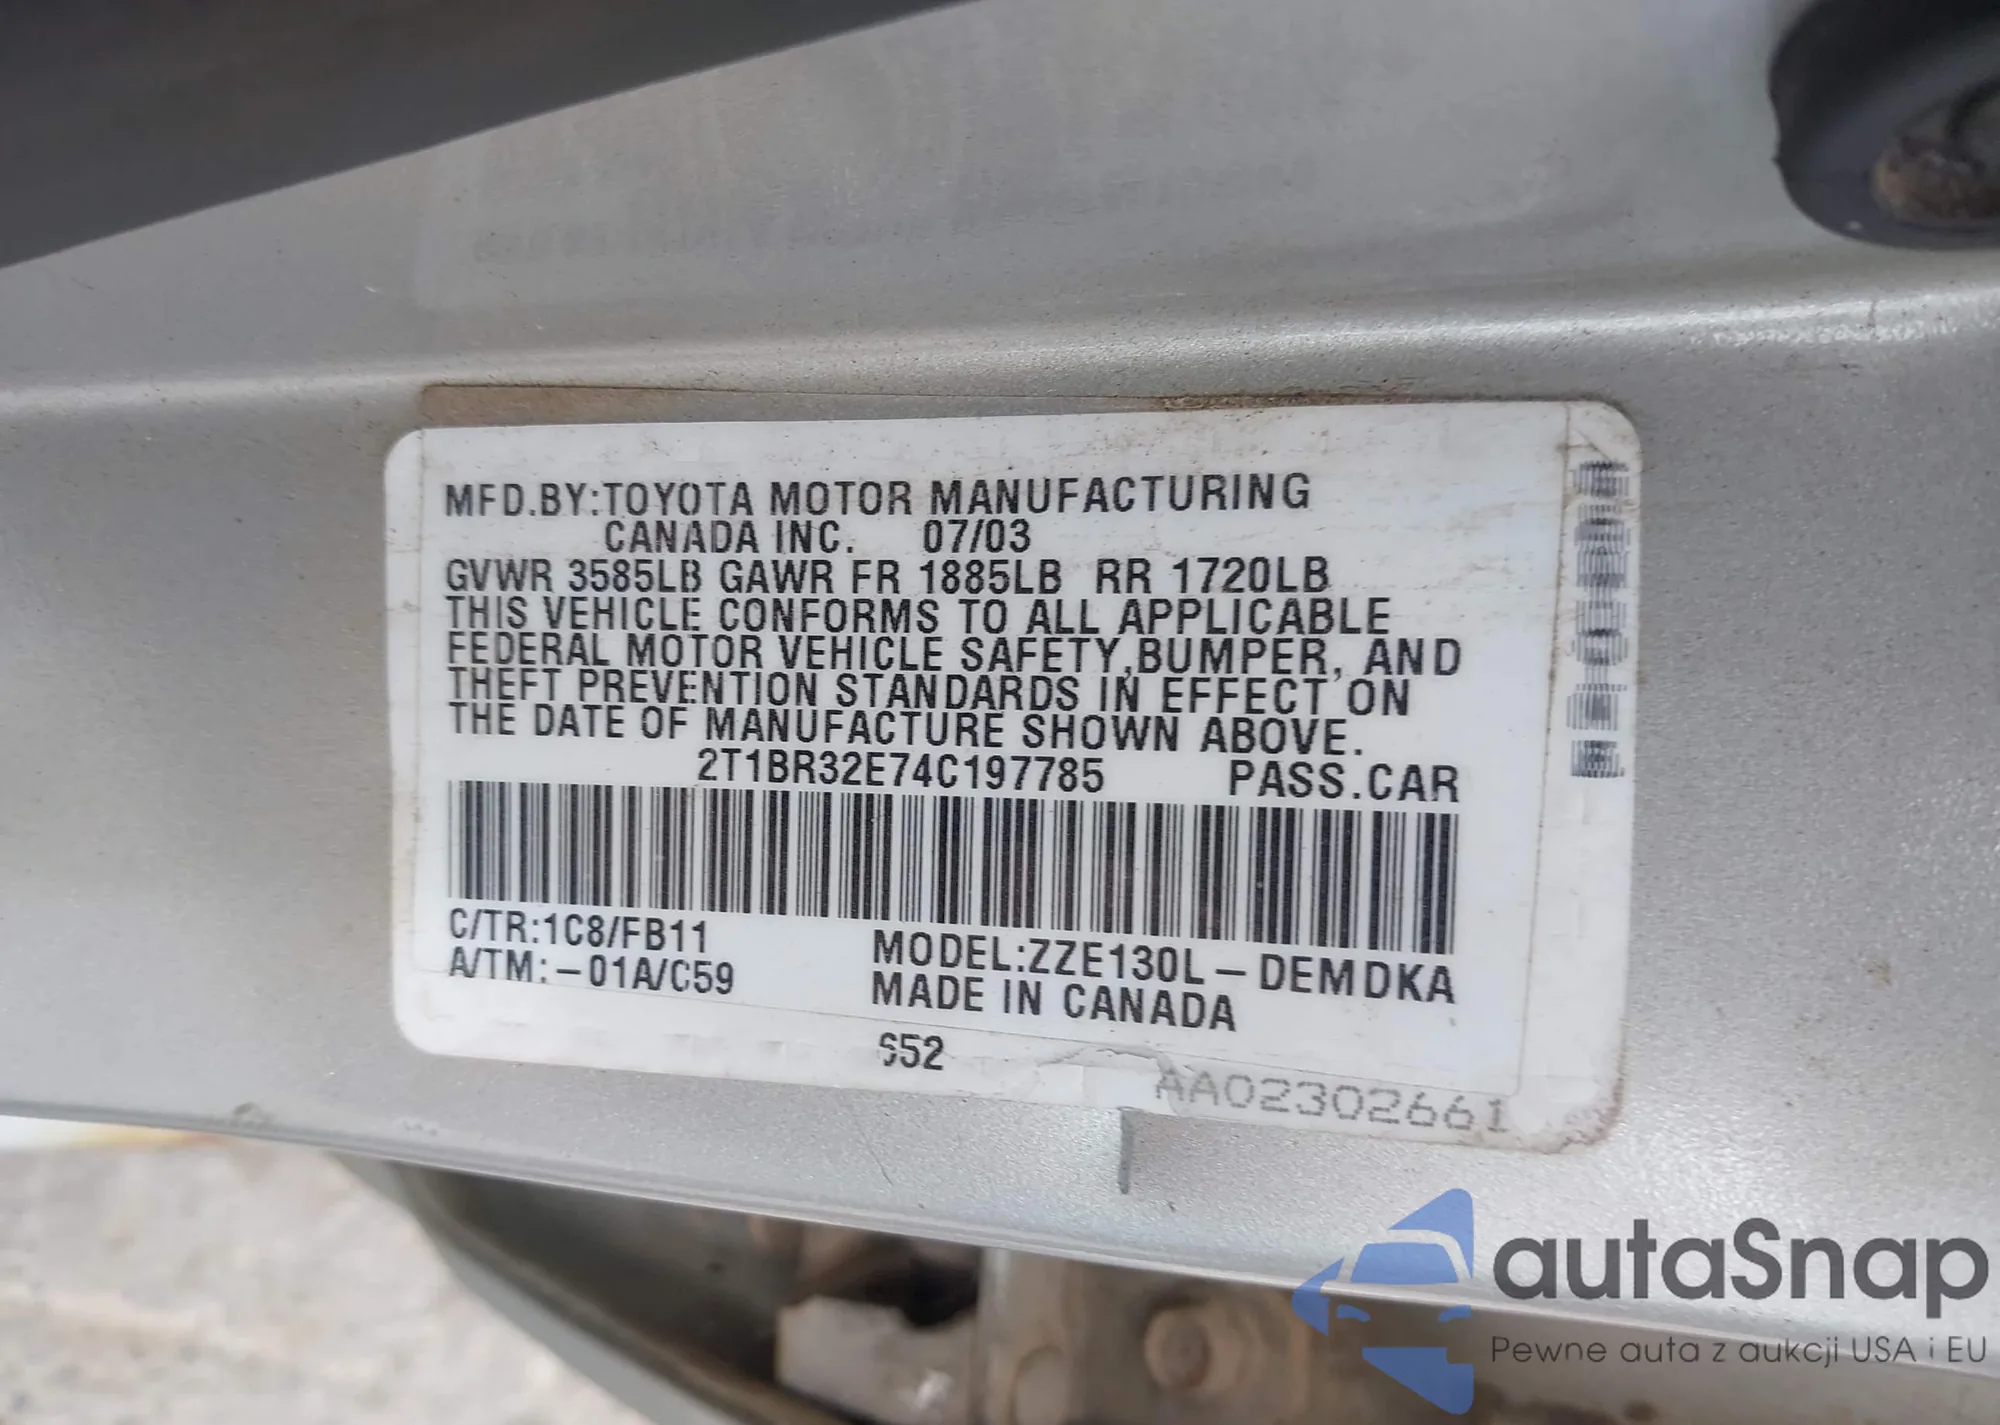 MFD.BY:TOYOTA MOTOR MANUFACTURING
CANADA INC. 07/03
GVWR 3585LB GAWR FR 1885LB RR 1720LB
THIS VEHICLE CONFORMS TO ALL APPLICABLE
FEDERAL MOTOR VEHICLE SAFETY,BUMPER, AND
THEFT PREVENTION STANDARDS IN EFFECT ON
THE DATE OF MANUFACTURE SHOWN ABOVE.
2T1BR32E74C197785 PASS.CAR
C/TR:1C8/FB11
A/TM:-01A/C59
MODEL:ZZE130L-DEMDKA
MADE IN CANADA
652
AA02302661
autaSnap
Pewne auta z aukcji USA i EU